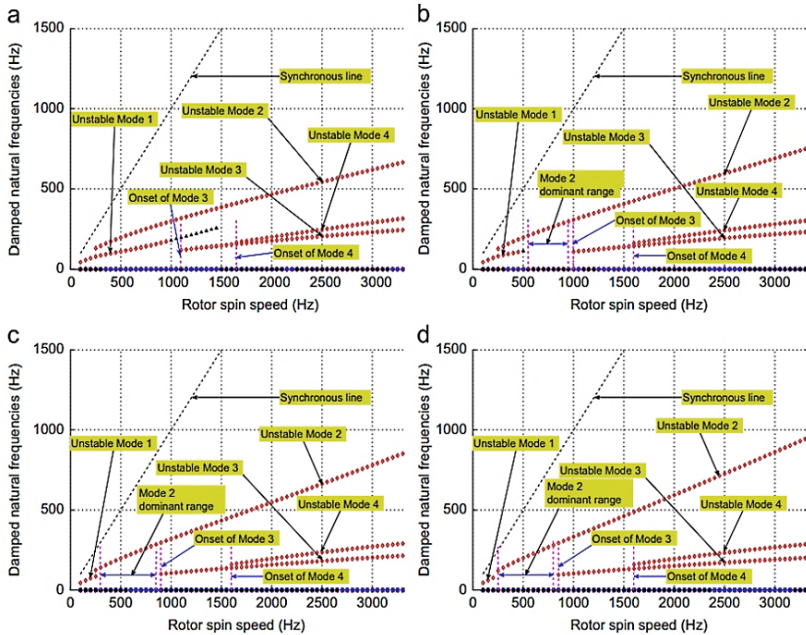 a
1500
1000
500
0
Damped natural frequencies (Hz)
Synchronous line
Unstable Mode 1
Unstable Mode 2
Unstable Mode 4
Unstable Mode 3
Onset of Mode 3
Onset of Mode 4
0 500 1000 1500 2000 2500 3000
Rotor spin speed (Hz)
b
1500
1000
500
0
Damped natural frequencies (Hz)
Synchronous line
Unstable Mode 2
Unstable Mode 1
Unstable Mode 3
Mode 2
dominant range
Unstable Mode 4
Onset of Mode 3
Onset of Mode 4
0 500 1000 1500 2000 2500 3000
Rotor spin speed (Hz)
c
1500
1000
500
0
Damped natural frequencies (Hz)
Synchronous line
Unstable Mode 1
Unstable Mode 2
Unstable Mode 3
Mode 2
dominant range
Unstable Mode 4
Onset of Mode 3
Onset of Mode 4
0 500 1000 1500 2000 2500 3000
Rotor spin speed (Hz)
d
1500
1000
500
0
Damped natural frequencies (Hz)
Synchronous line
Unstable Mode 2
Unstable Mode 1
Unstable Mode 3
Mode 2
dominant range
Unstable Mode 4
Onset of Mode 3
Onset of Mode 4
0 500 1000 1500 2000 2500 3000
Rotor spin speed (Hz)